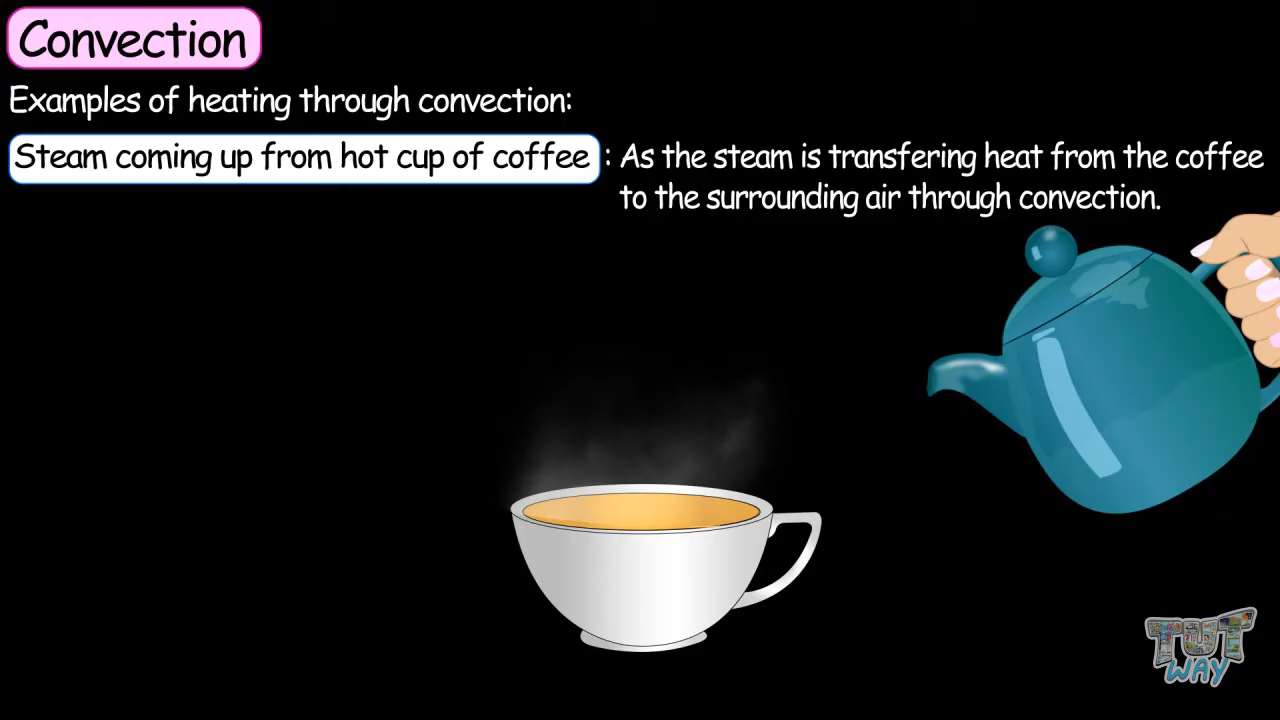 Convection
Examples of heating through convection:
Steam coming up from hot cup of coffee : As the steam is transfering heat from the coffee
to the surrounding air through convection.
TUT
WAY